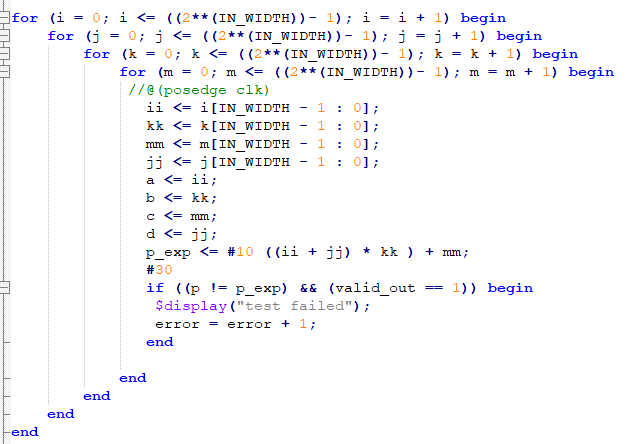 for (i = 0; i <= ((2**(IN_WIDTH))- 1); i = i + 1) begin
for (j = 0; j <= ((2**(IN_WIDTH))- 1); j = j + 1) begin
for (k = 0; k <= ((2**(IN_WIDTH))- 1); k = k + 1) begin
for (m = 0; m <= ((2**(IN_WIDTH))- 1); m = m + 1) begin
//@(posedge clk)
ii <= i[IN_WIDTH - 1 : 0];
kk <= k[IN_WIDTH - 1 : 0];
mm <= m[IN_WIDTH - 1 : 0];
jj <= j[IN_WIDTH - 1 : 0];
a <= ii;
b <= kk;
c <= mm;
d <= jj;
p_exp <= #10 ((ii + jj) * kk ) + mm;
#30
if ((p != p_exp) && (valid_out == 1)) begin
$display("test failed");
error = error + 1;
end
end
end
end
end